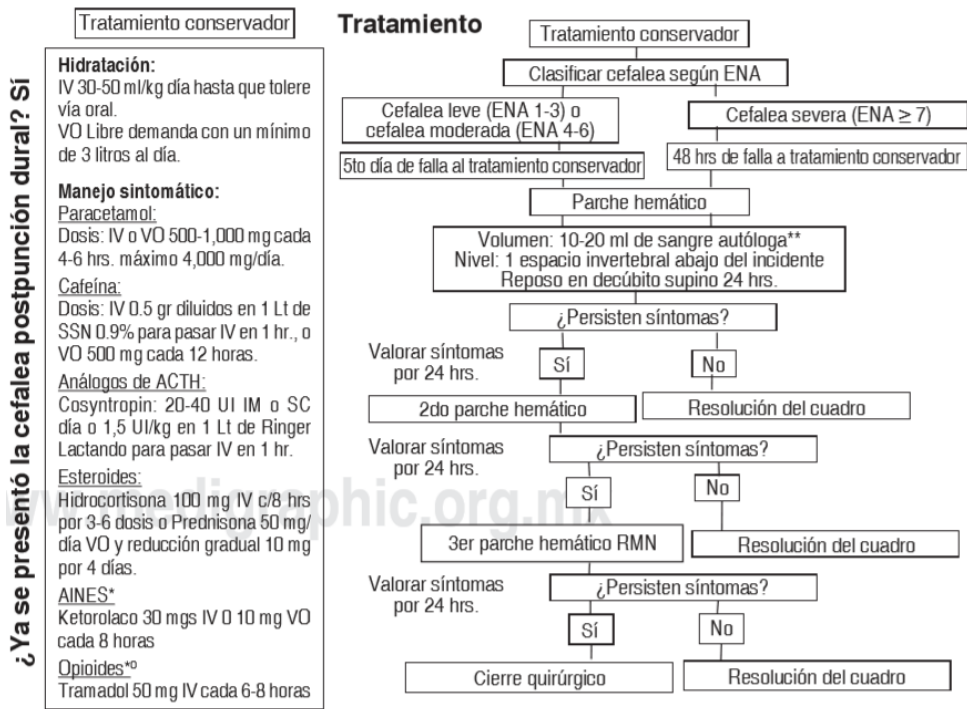 ¿Ya se presentó la cefalea postpunción dural? Sí
Tratamiento conservador
Hidratación:
IV 30-50 ml/kg día hasta que tolere
vía oral.
VO Libre demanda con un mínimo
de 3 litros al día.
Manejo sintomático:
Paracetamol:
Dosis: IV o VO 500-1,000 mg cada
4-6 hrs. máximo 4,000 mg/día.
Cafeína:
Dosis: IV 0.5 gr diluidos en 1 Lt de
SSN 0.9% para pasar IV en 1 hr., o
VO 500 mg cada 12 horas.
Análogos de ACTH:
Cosyntropin: 20-40 UI IM o SC
día o 1,5 UI/kg en 1 Lt de Ringer
Lactando para pasar IV en 1 hr.
Esteroides:
Hidrocortisona 100 mg IV c/8 hrs
por 3-6 dosis o Prednisona 50 mg/
día VO y reducción gradual 10 mg
por 4 días.
AINES*
Ketorolaco 30 mgs IV O 10 mg VO
cada 8 horas
Opioides*º
Tramadol 50 mg IV cada 6-8 horas
Tratamiento
Tratamiento conservador
Clasificar cefalea según ENA
Cefalea leve (ENA 1-3) o
cefalea moderada (ENA 4-6)
Cefalea severa (ENA ≥ 7)
5to día de falla al tratamiento conservador
48 hrs de falla a tratamiento conservador
Parche hemático
Volumen: 10-20 ml de sangre autóloga**
Nivel: 1 espacio invertebral abajo del incidente
Reposo en decúbito supino 24 hrs.
¿Persisten síntomas?
Valorar síntomas
por 24 hrs.
Sí
No
2do parche hemático
Resolución del cuadro
Valorar síntomas
por 24 hrs.
¿Persisten síntomas?
Sí
No
3er parche hemático RMN
Resolución del cuadro
Valorar síntomas
por 24 hrs.
¿Persisten síntomas?
Sí
No
Cierre quirúrgico
Resolución del cuadro
www.medigraphic.org.mx